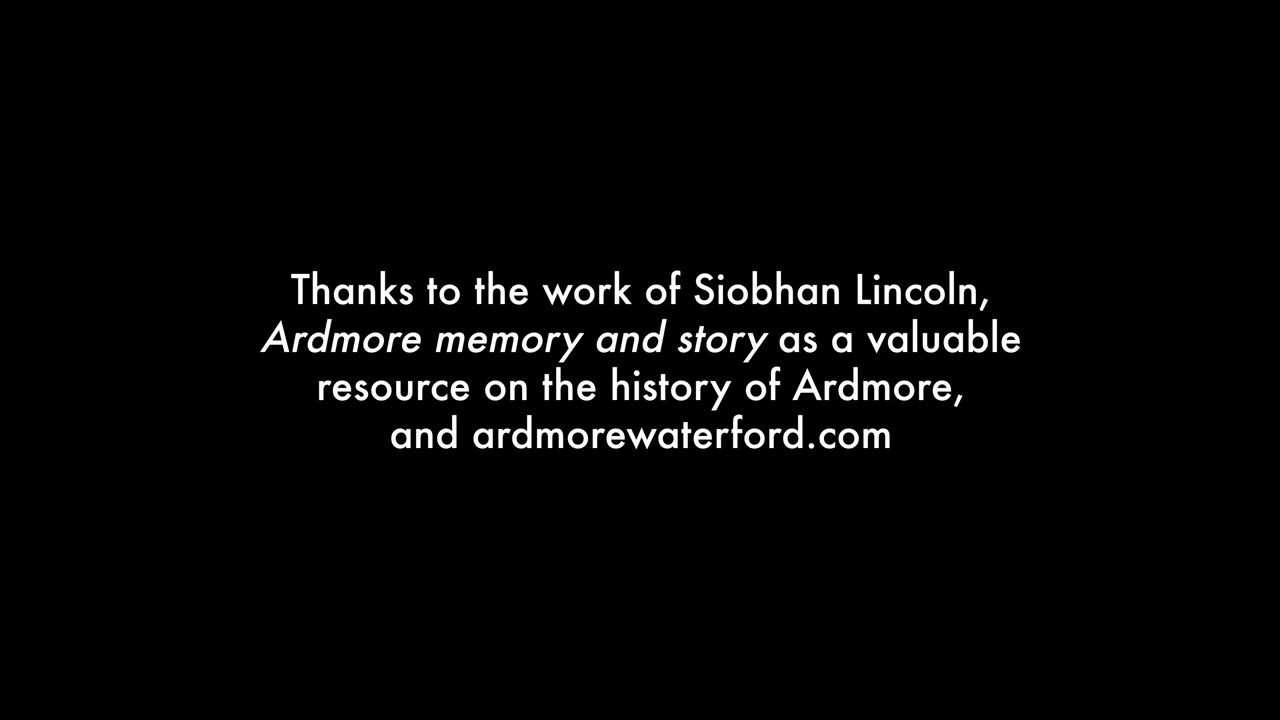 Thanks to the work of Siobhan Lincoln,
Ardmore memory and story as a valuable
resource on the history of Ardmore,
and ardmorewaterford.com